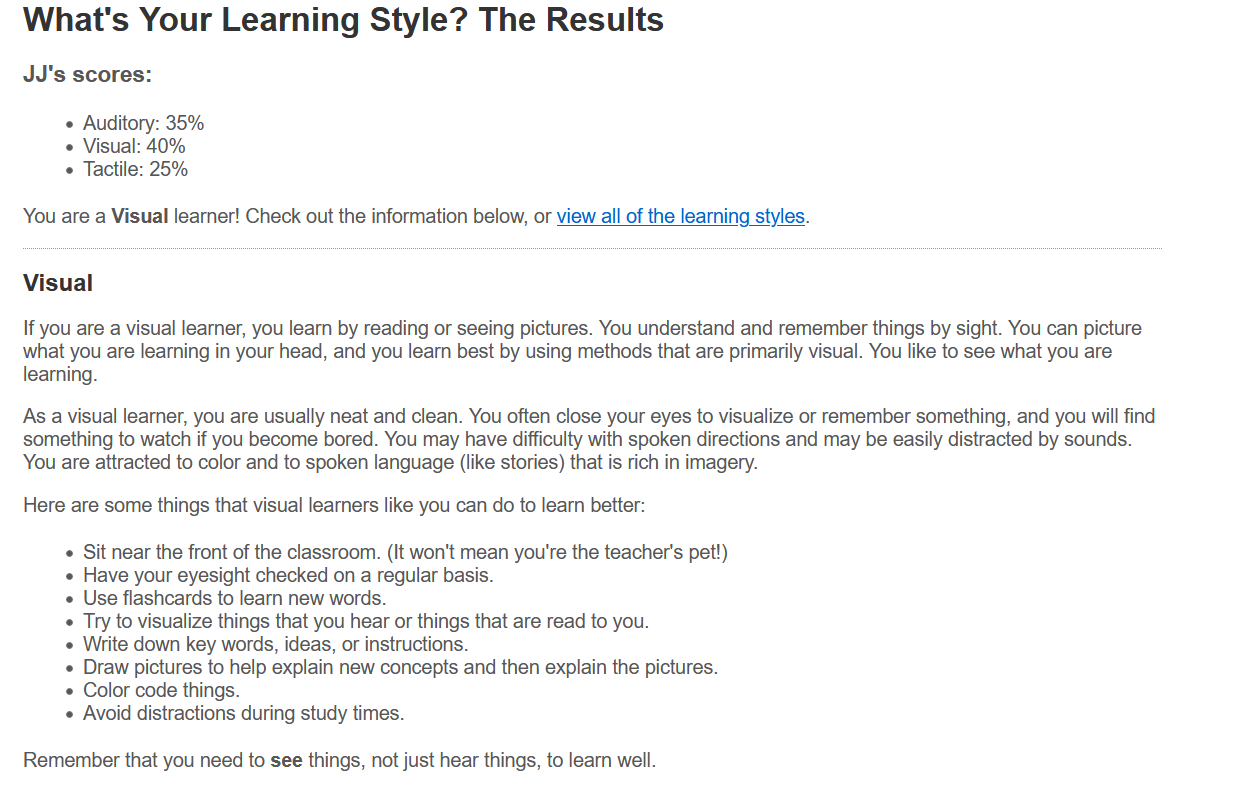 What's Your Learning Style? The Results
JJ's scores:
• Auditory: 35%
• Visual: 40%
• Tactile: 25%
You are a Visual learner! Check out the information below, or view all of the learning styles.
Visual
If you are a visual learner, you learn by reading or seeing pictures. You understand and remember things by sight. You can picture
what you are learning in your head, and you learn best by using methods that are primarily visual. You like to see what you are
learning.
As a visual learner, you are usually neat and clean. You often close your eyes to visualize or remember something, and you will find
something to watch if you become bored. You may have difficulty with spoken directions and may be easily distracted by sounds.
You are attracted to color and to spoken language (like stories) that is rich in imagery.
Here are some things that visual learners like you can do to learn better:
• Sit near the front of the classroom. (It won't mean you're the teacher's pet!)
• Have your eyesight checked on a regular basis.
• Use flashcards to learn new words.
• Try to visualize things that you hear or things that are read to you.
• Write down key words, ideas, or instructions.
• Draw pictures to help explain new concepts and then explain the pictures.
• Color code things.
• Avoid distractions during study times.
Remember that you need to see things, not just hear things, to learn well.